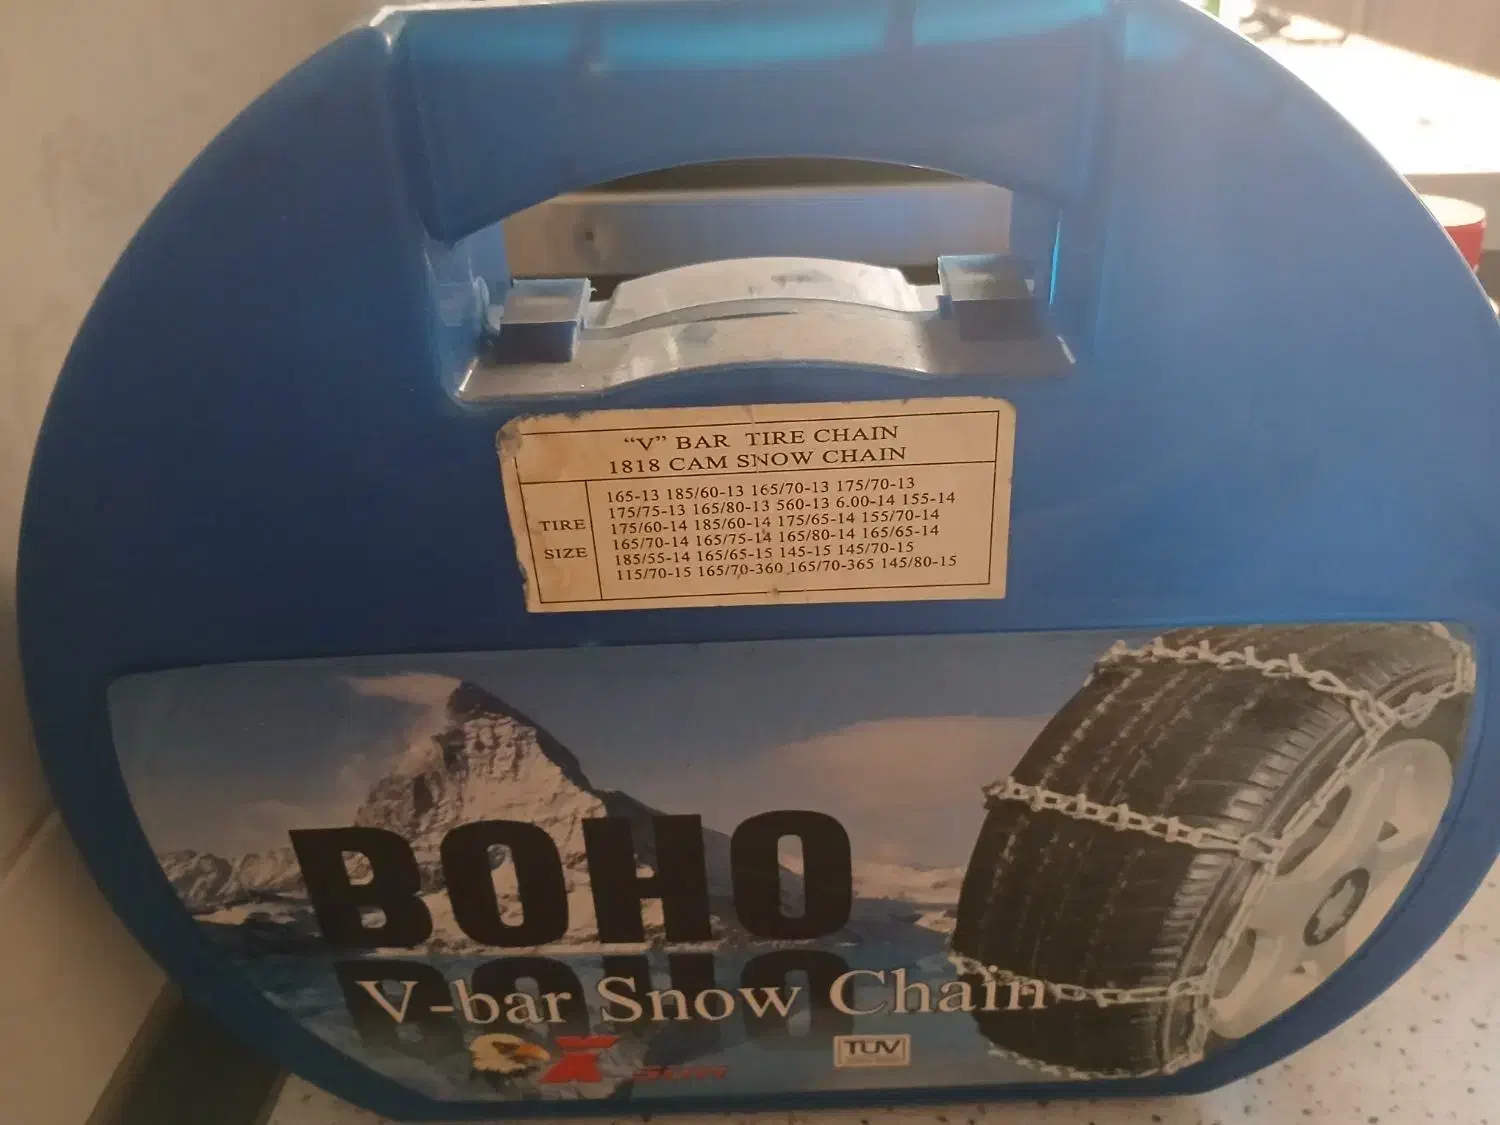 “V” BAR TIRE CHAIN
1818 CAM SNOW CHAIN
TIRE
SIZE
165-13 185/60-13 165/70-13 175/70-13
175/75-13 165/80-13 560-13 6.00-14 155-14
175/60-14 185/60-14 175/65-14 155/70-14
165/70-14 165/75-14 165/80-14 165/65-14
185/55-14 165/65-15 145-15 145/70-15
115/70-15 165/70-360 165/70-365 145/80-15
BOHO
V-bar Snow Chain
TUV